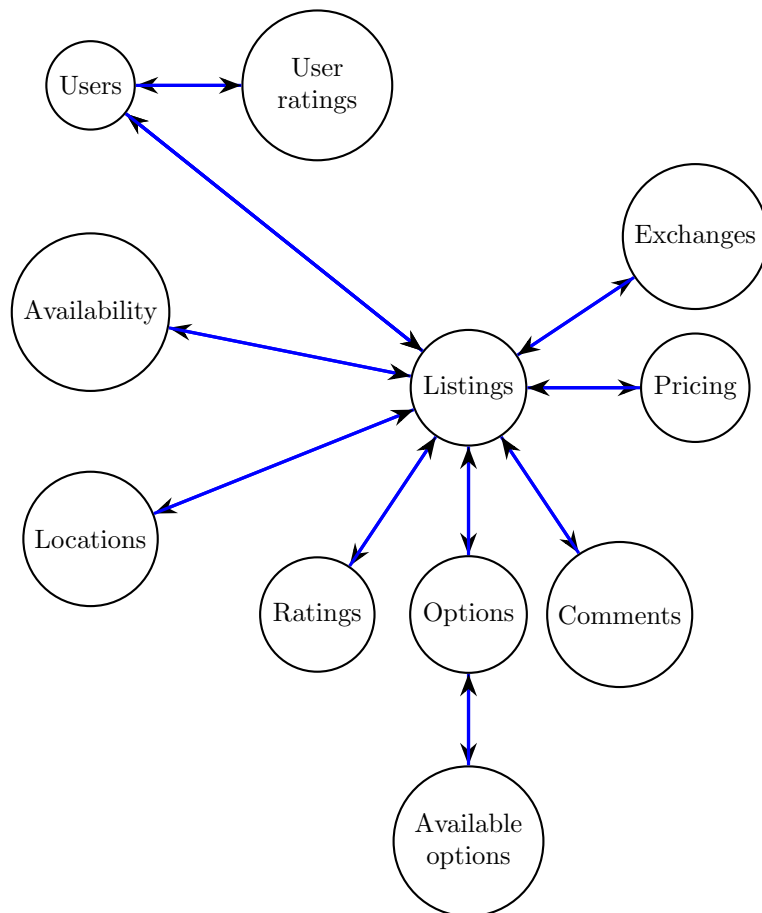 Users
User
ratings
Exchanges
Availability
Listings
Pricing
Locations
Ratings
Options
Comments
Available
options